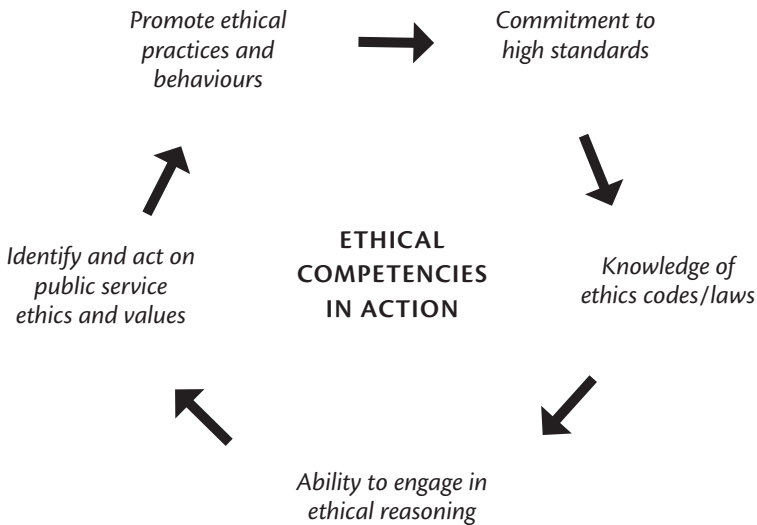 Promote ethical
practices and
behaviours
Commitment to
high standards
Knowledge of
ethics codes/laws
Ability to engage in
ethical reasoning
Identify and act on
public service
ethics and values
ETHICAL
COMPETENCIES
IN ACTION